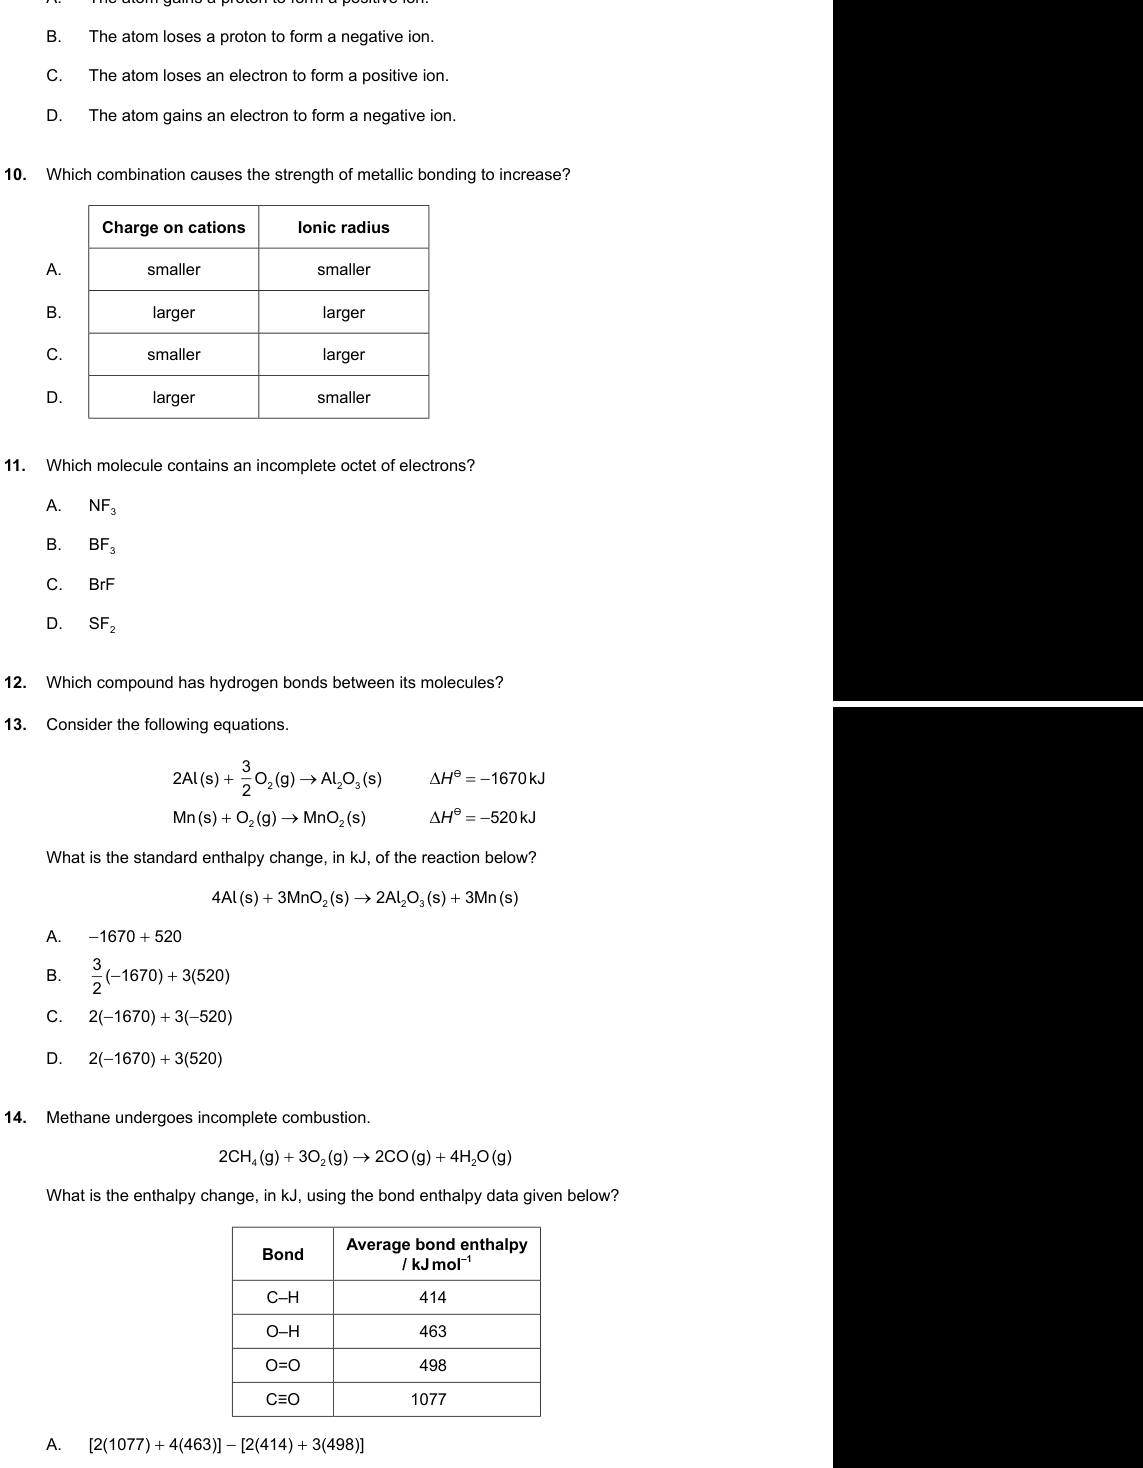 B. The atom loses a proton to form a negative ion.
C. The atom loses an electron to form a positive ion.
D. The atom gains an electron to form a negative ion.
10. Which combination causes the strength of metallic bonding to increase?
Charge on cations Ionic radius
A. smaller smaller
B. larger larger
C. smaller larger
D. larger smaller
11. Which molecule contains an incomplete octet of electrons?
A. NF₃
B. BF₃
C. BrF
D. SF₂
12. Which compound has hydrogen bonds between its molecules?
13. Consider the following equations.
2Al (s) + 3/2 O₂ (g) → Al₂O₃ (s) ΔH⊖ = −1670 kJ
Mn (s) + O₂ (g) → MnO₂ (s) ΔH⊖ = −520 kJ
What is the standard enthalpy change, in kJ, of the reaction below?
4Al (s) + 3MnO₂ (s) → 2Al₂O₃ (s) + 3Mn (s)
A. −1670 + 520
B. 3/2 (−1670) + 3(520)
C. 2(−1670) + 3(−520)
D. 2(−1670) + 3(520)
14. Methane undergoes incomplete combustion.
2CH₄ (g) + 3O₂ (g) → 2CO (g) + 4H₂O (g)
What is the enthalpy change, in kJ, using the bond enthalpy data given below?
Bond Average bond enthalpy
/ kJ mol⁻¹
C–H 414
O–H 463
O=O 498
C≡O 1077
A. [2(1077) + 4(463)] − [2(414) + 3(498)]